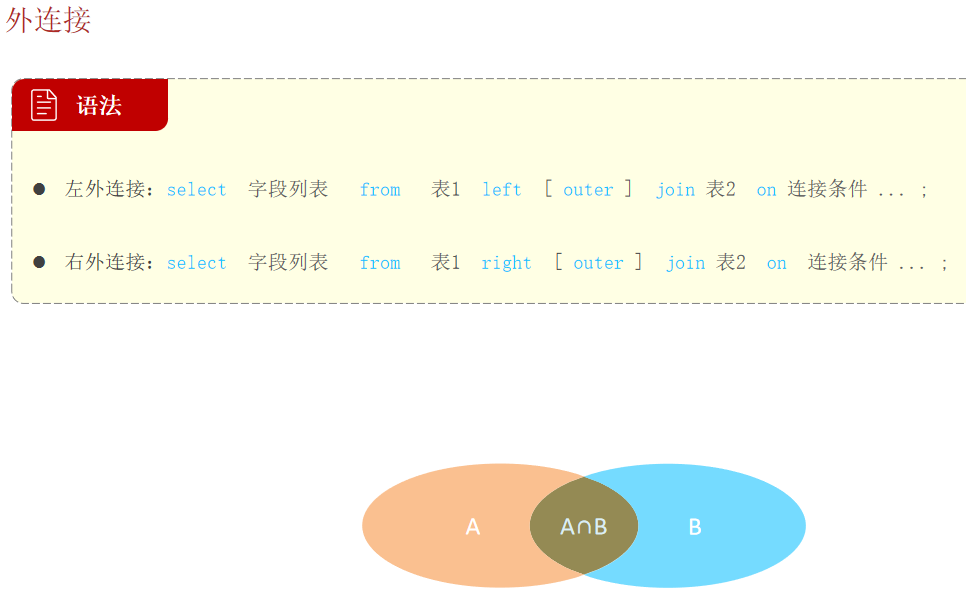 外连接
语法
● 左外连接：select 字段列表 from 表1 left [ outer ] join 表2 on 连接条件 ... ;
● 右外连接：select 字段列表 from 表1 right [ outer ] join 表2 on 连接条件 ... ;
A A∩B B